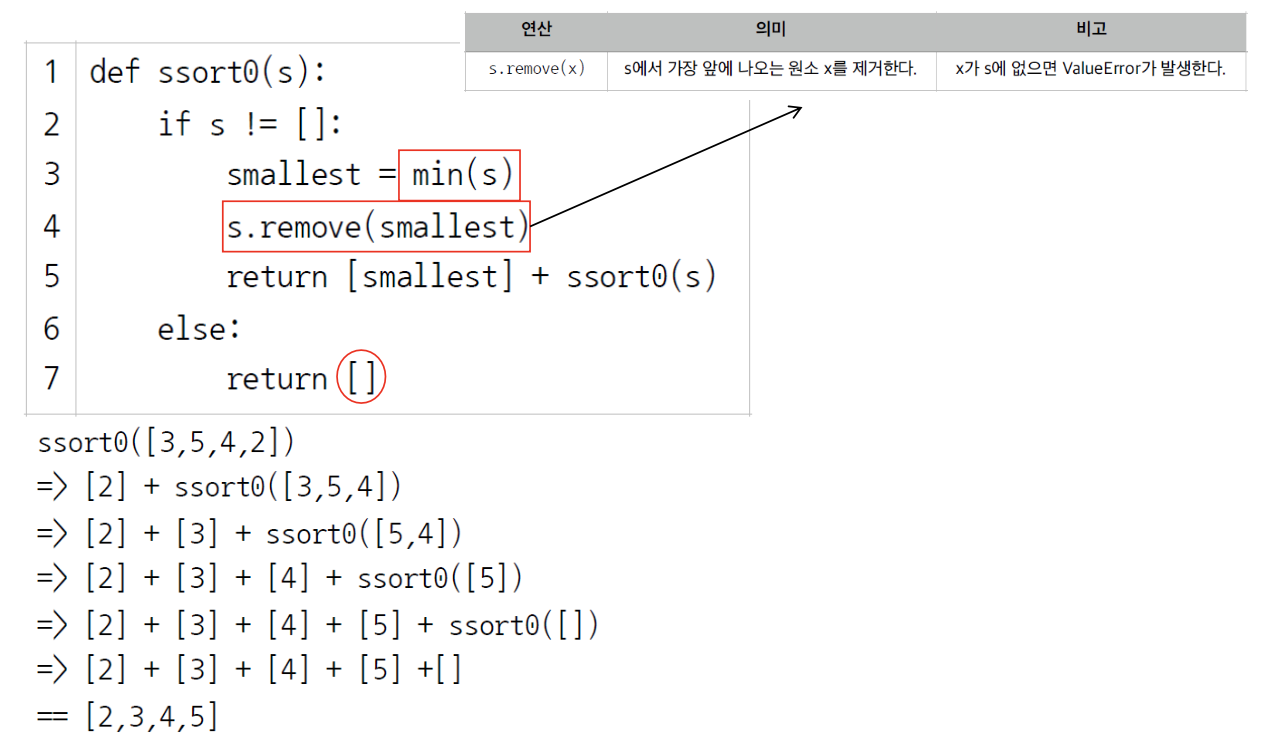 연산 의미 비고
s.remove(x) s에서 가장 앞에 나오는 원소 x를 제거한다. x가 s에 없으면 ValueError가 발생한다.
1 def ssort0(s):
2 if s != []:
3 smallest = min(s)
4 s.remove(smallest)
5 return [smallest] + ssort0(s)
6 else:
7 return []
ssort0([3,5,4,2])
=> [2] + ssort0([3,5,4])
=> [2] + [3] + ssort0([5,4])
=> [2] + [3] + [4] + ssort0([5])
=> [2] + [3] + [4] + [5] + ssort0([])
=> [2] + [3] + [4] + [5] +[]
== [2,3,4,5]